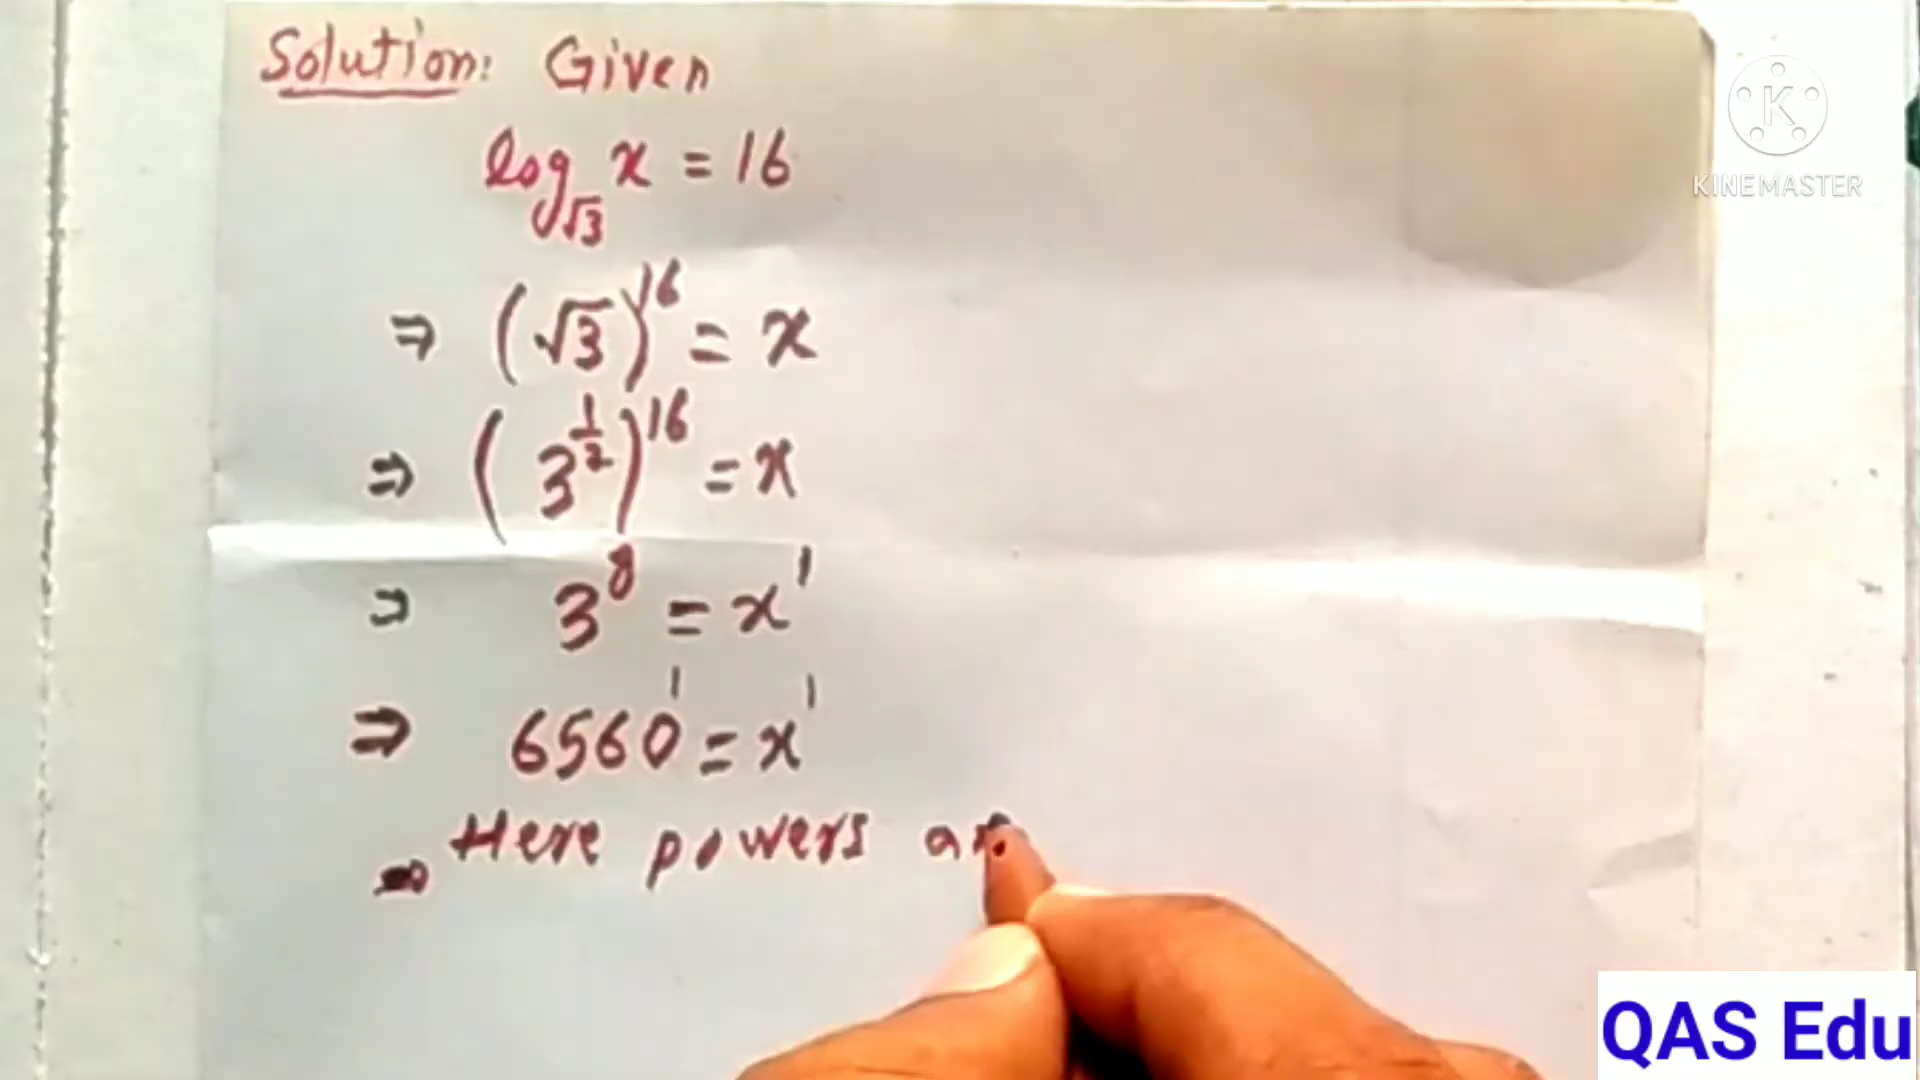 Solution: Given
log√3 x = 16
⇒ (√3)^16 = x
⇒ (3^1/2)^16 = x
⇒ 3^8 = x^1
⇒ 6560^1 = x^1
⇒ Here powers ar
K
KINEMASTER
QAS Edu